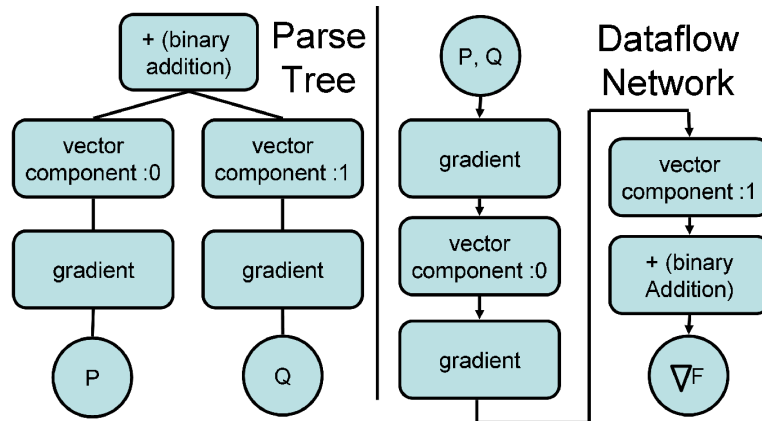 Parse
Tree
+ (binary
addition)
vector
component :0
vector
component :1
gradient
gradient
P
Q
Dataflow
Network
P, Q
gradient
vector
component :0
gradient
vector
component :1
+ (binary
Addition)
∇F